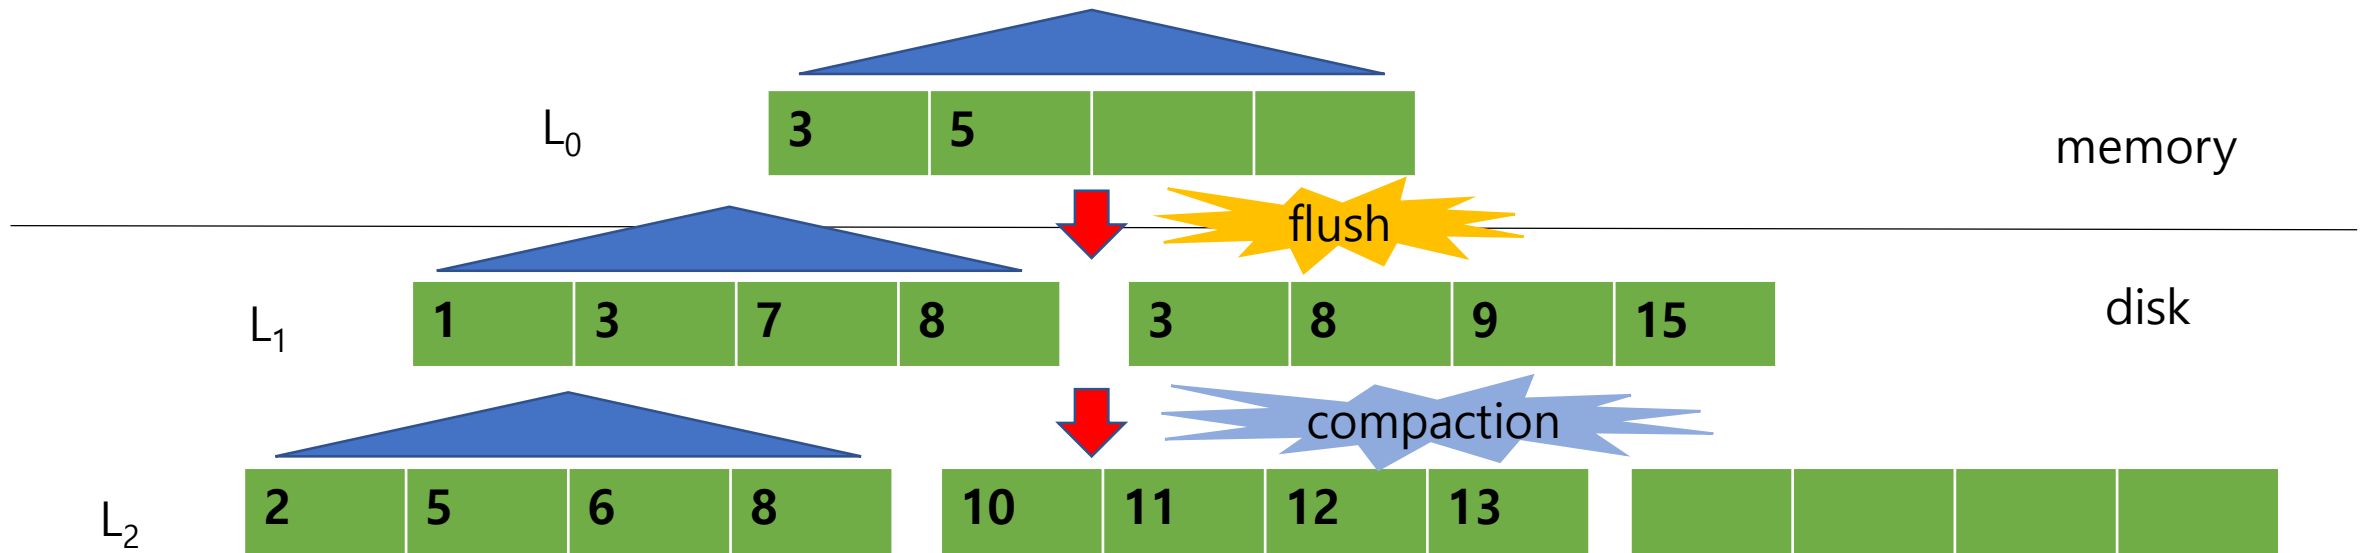 L0 3 5 memory
flush
L1 1 3 7 8 3 8 9 15 disk
compaction
L2 2 5 6 8 10 11 12 13